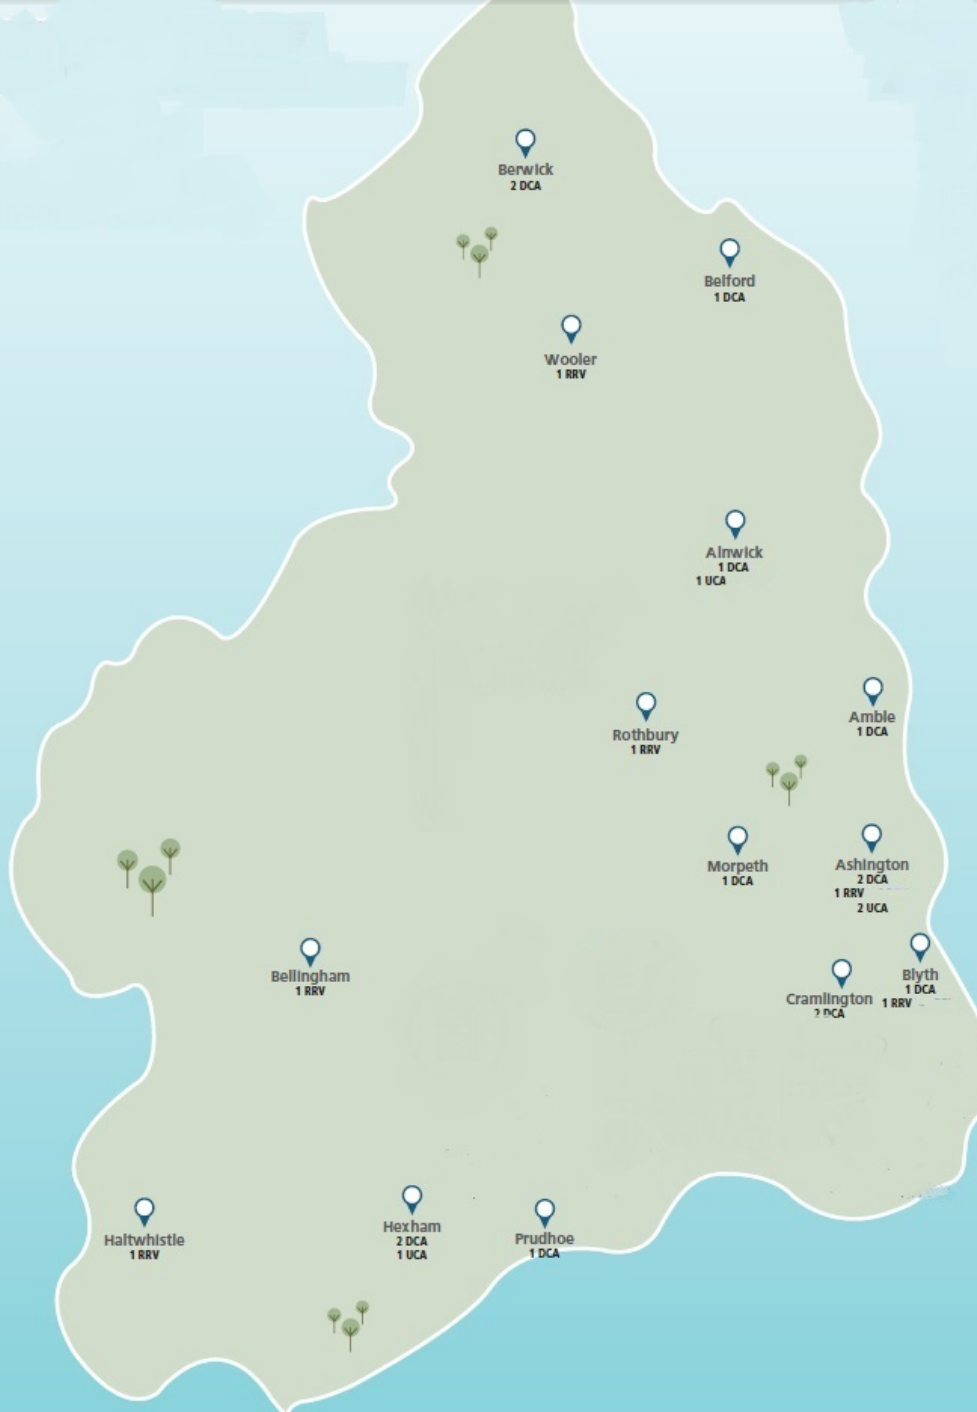 Berwick
2 DCA
Belford
1 DCA
Wooler
1 RRV
Alnwick
1 DCA
1 UCA
Amble
1 DCA
Rothbury
1 RRV
Morpeth
1 DCA
Ashington
2 DCA
1 RRV
2 UCA
Bellingham
1 RRV
Blyth
1 DCA
1 RRV
Cramlington
2 DCA
Haltwhistle
1 RRV
Hexham
2 DCA
1 UCA
Prudhoe
1 DCA